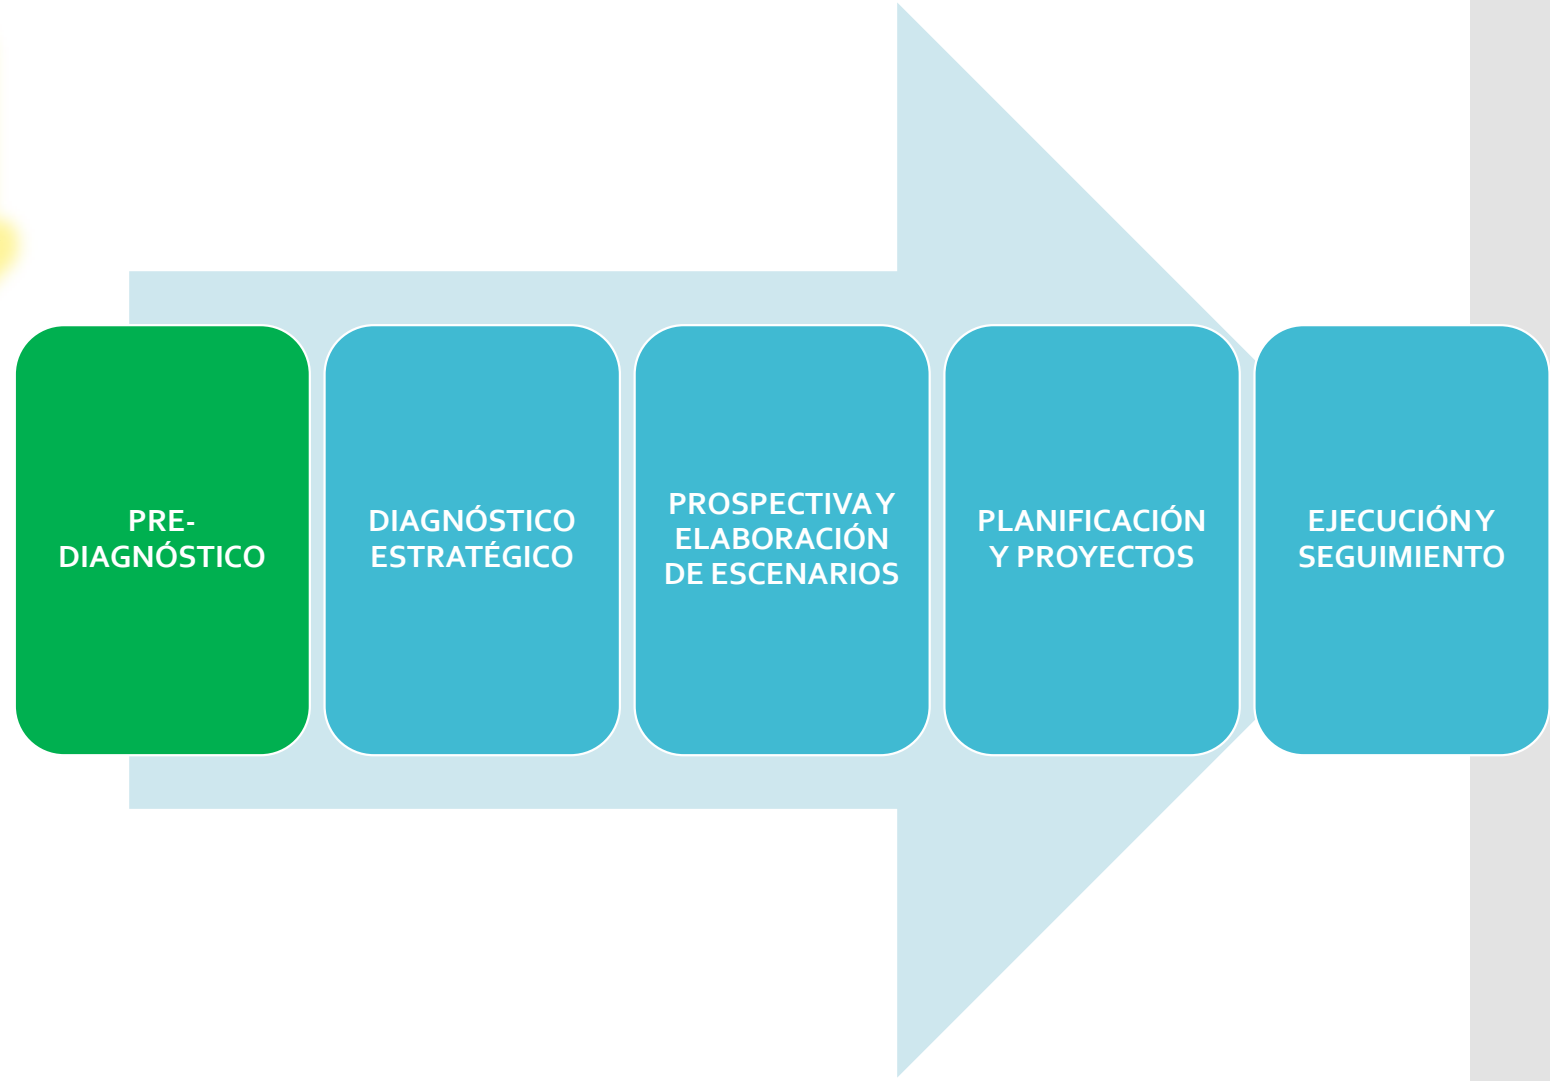 PRE-
DIAGNÓSTICO
DIAGNÓSTICO
ESTRATÉGICO
PROSPECTIVA Y
ELABORACIÓN
DE ESCENARIOS
PLANIFICACIÓN
Y PROYECTOS
EJECUCIÓN Y
SEGUIMIENTO